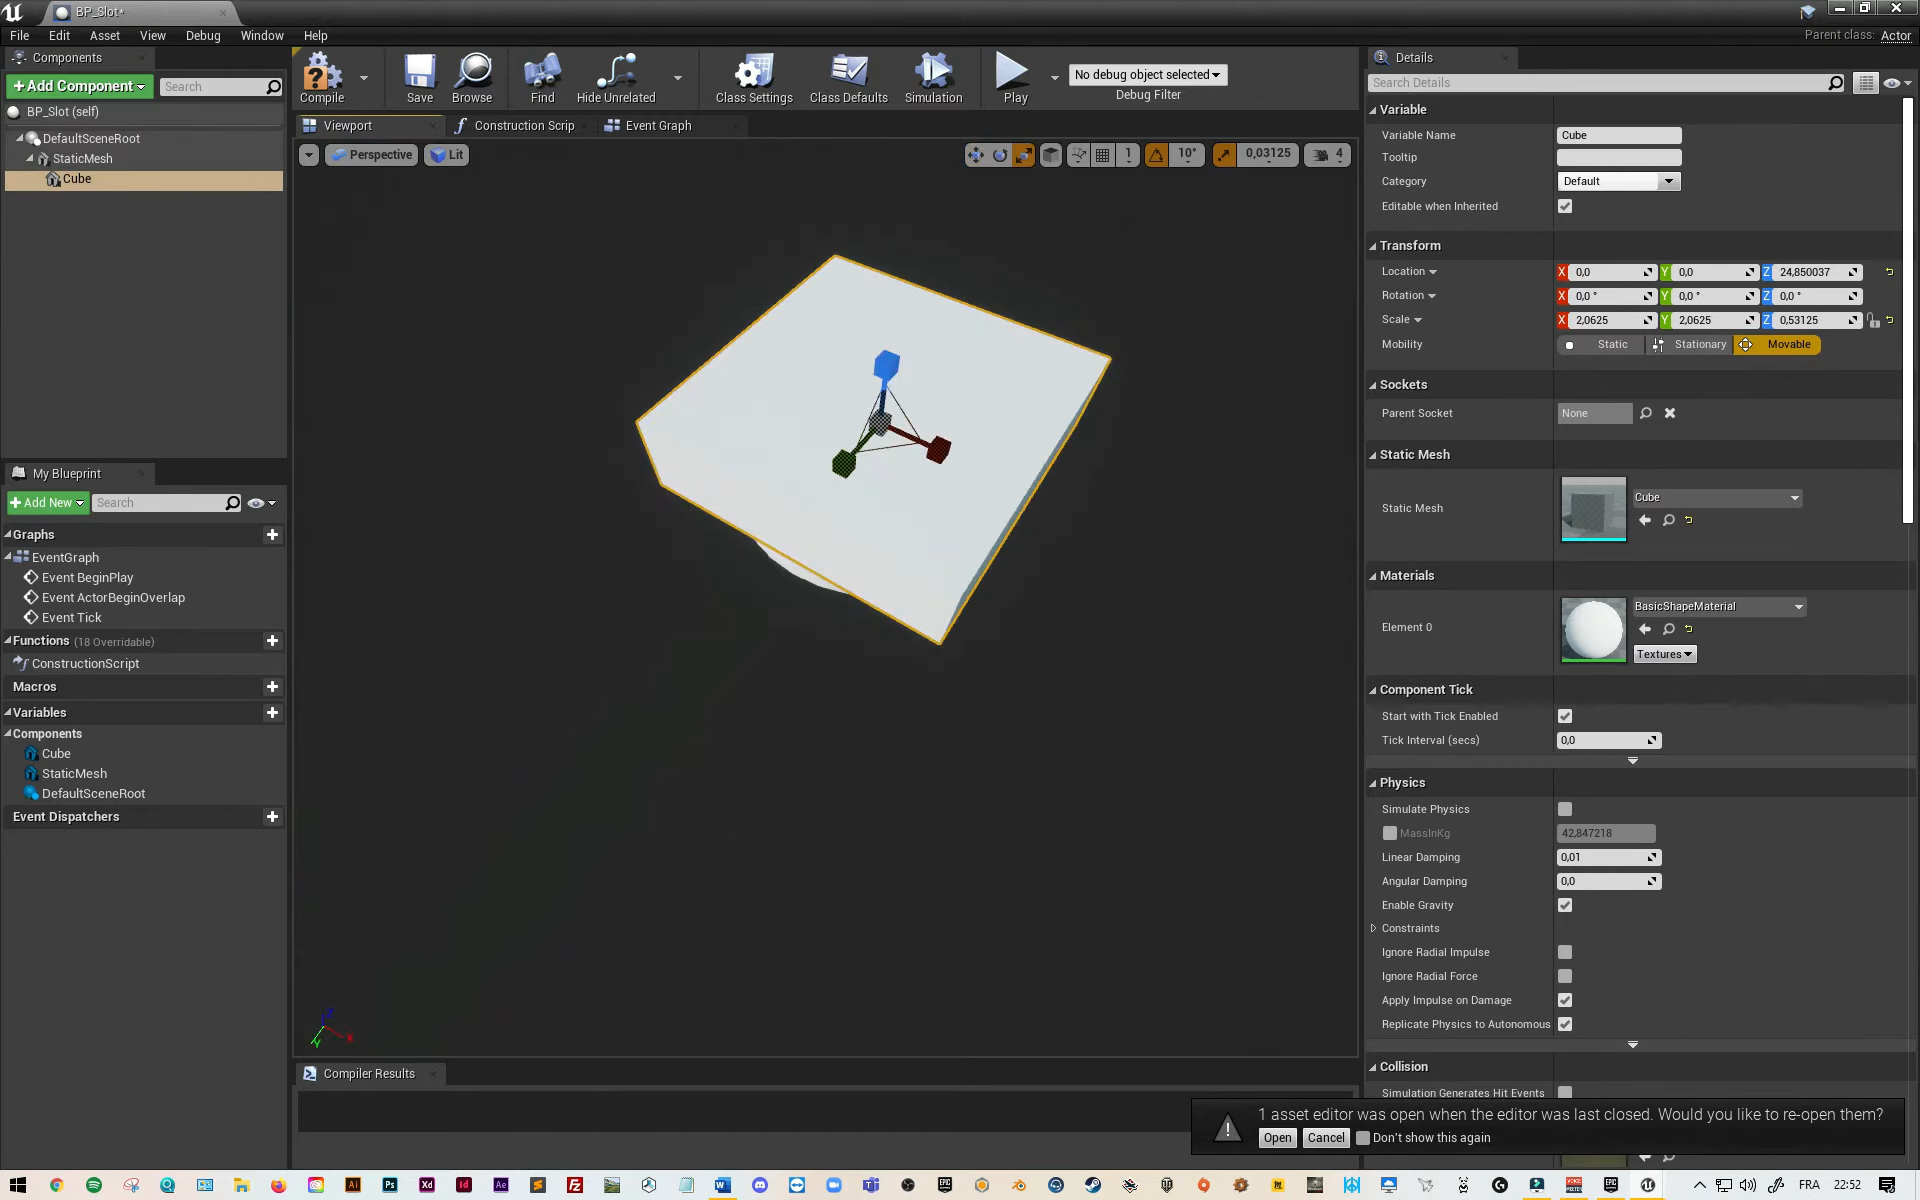 BP_Slot*
File Edit Asset View Debug Window Help
Parent class: Actor
Components
Add Component
Search
BP_Slot (self)
DefaultSceneRoot
StaticMesh
Cube
My Blueprint
Add New
Search
Graphs
EventGraph
Event BeginPlay
Event ActorBeginOverlap
Event Tick
Functions (18 Overridable)
ConstructionScript
Macros
Variables
Components
Cube
StaticMesh
DefaultSceneRoot
Event Dispatchers
Compile
Save
Browse
Find
Hide Unrelated
Class Settings
Class Defaults
Simulation
Play
No debug object selected
Debug Filter
Viewport
Construction Scrip
Event Graph
Perspective
Lit
1
10°
0,03125
4
Z
X
Y
Compiler Results
Details
Search Details
Variable
Variable Name Cube
Tooltip
Category Default
Editable when Inherited
Transform
Location X 0,0 Y 0,0 Z 24,850037
Rotation X 0,0 ° Y 0,0 ° Z 0,0 °
Scale X 2,0625 Y 2,0625 Z 0,53125
Mobility Static Stationary Movable
Sockets
Parent Socket None
Static Mesh
Static Mesh Cube
Materials
Element 0 BasicShapeMaterial
Textures
Component Tick
Start with Tick Enabled
Tick Interval (secs) 0,0
Physics
Simulate Physics
MassInKg 42,847218
Linear Damping 0,01
Angular Damping 0,0
Enable Gravity
Constraints
Ignore Radial Impulse
Ignore Radial Force
Apply Impulse on Damage
Replicate Physics to Autonomous
Collision
Simulation Generates Hit Events
1 asset editor was open when the editor was last closed. Would you like to re-open them?
Open Cancel Don't show this again
Ai Ps Xd Id Ae
FRA 22:52